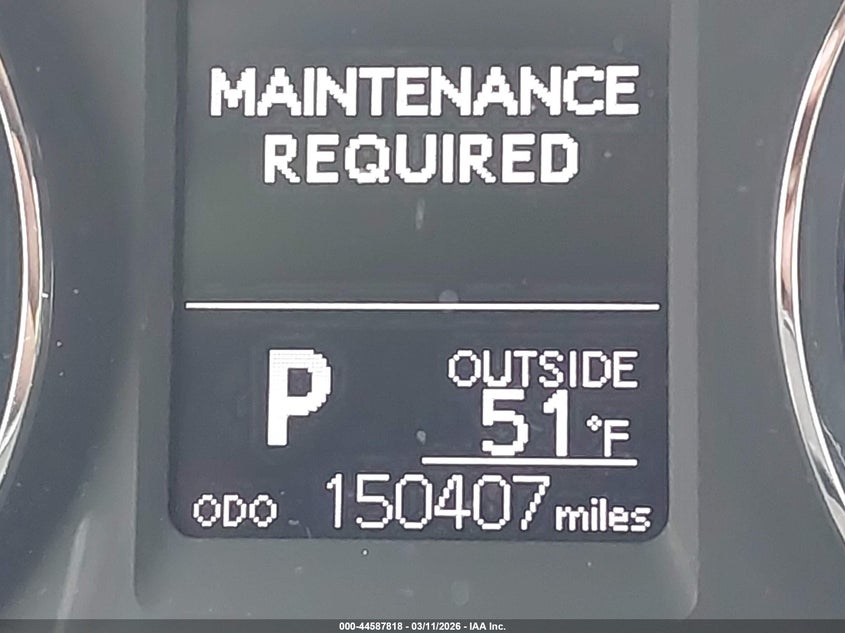 MAINTENANCE
REQUIRED
P
OUTSIDE
51°F
ODO 150407 miles
000-44587818 - 03/11/2026 - IAA Inc.